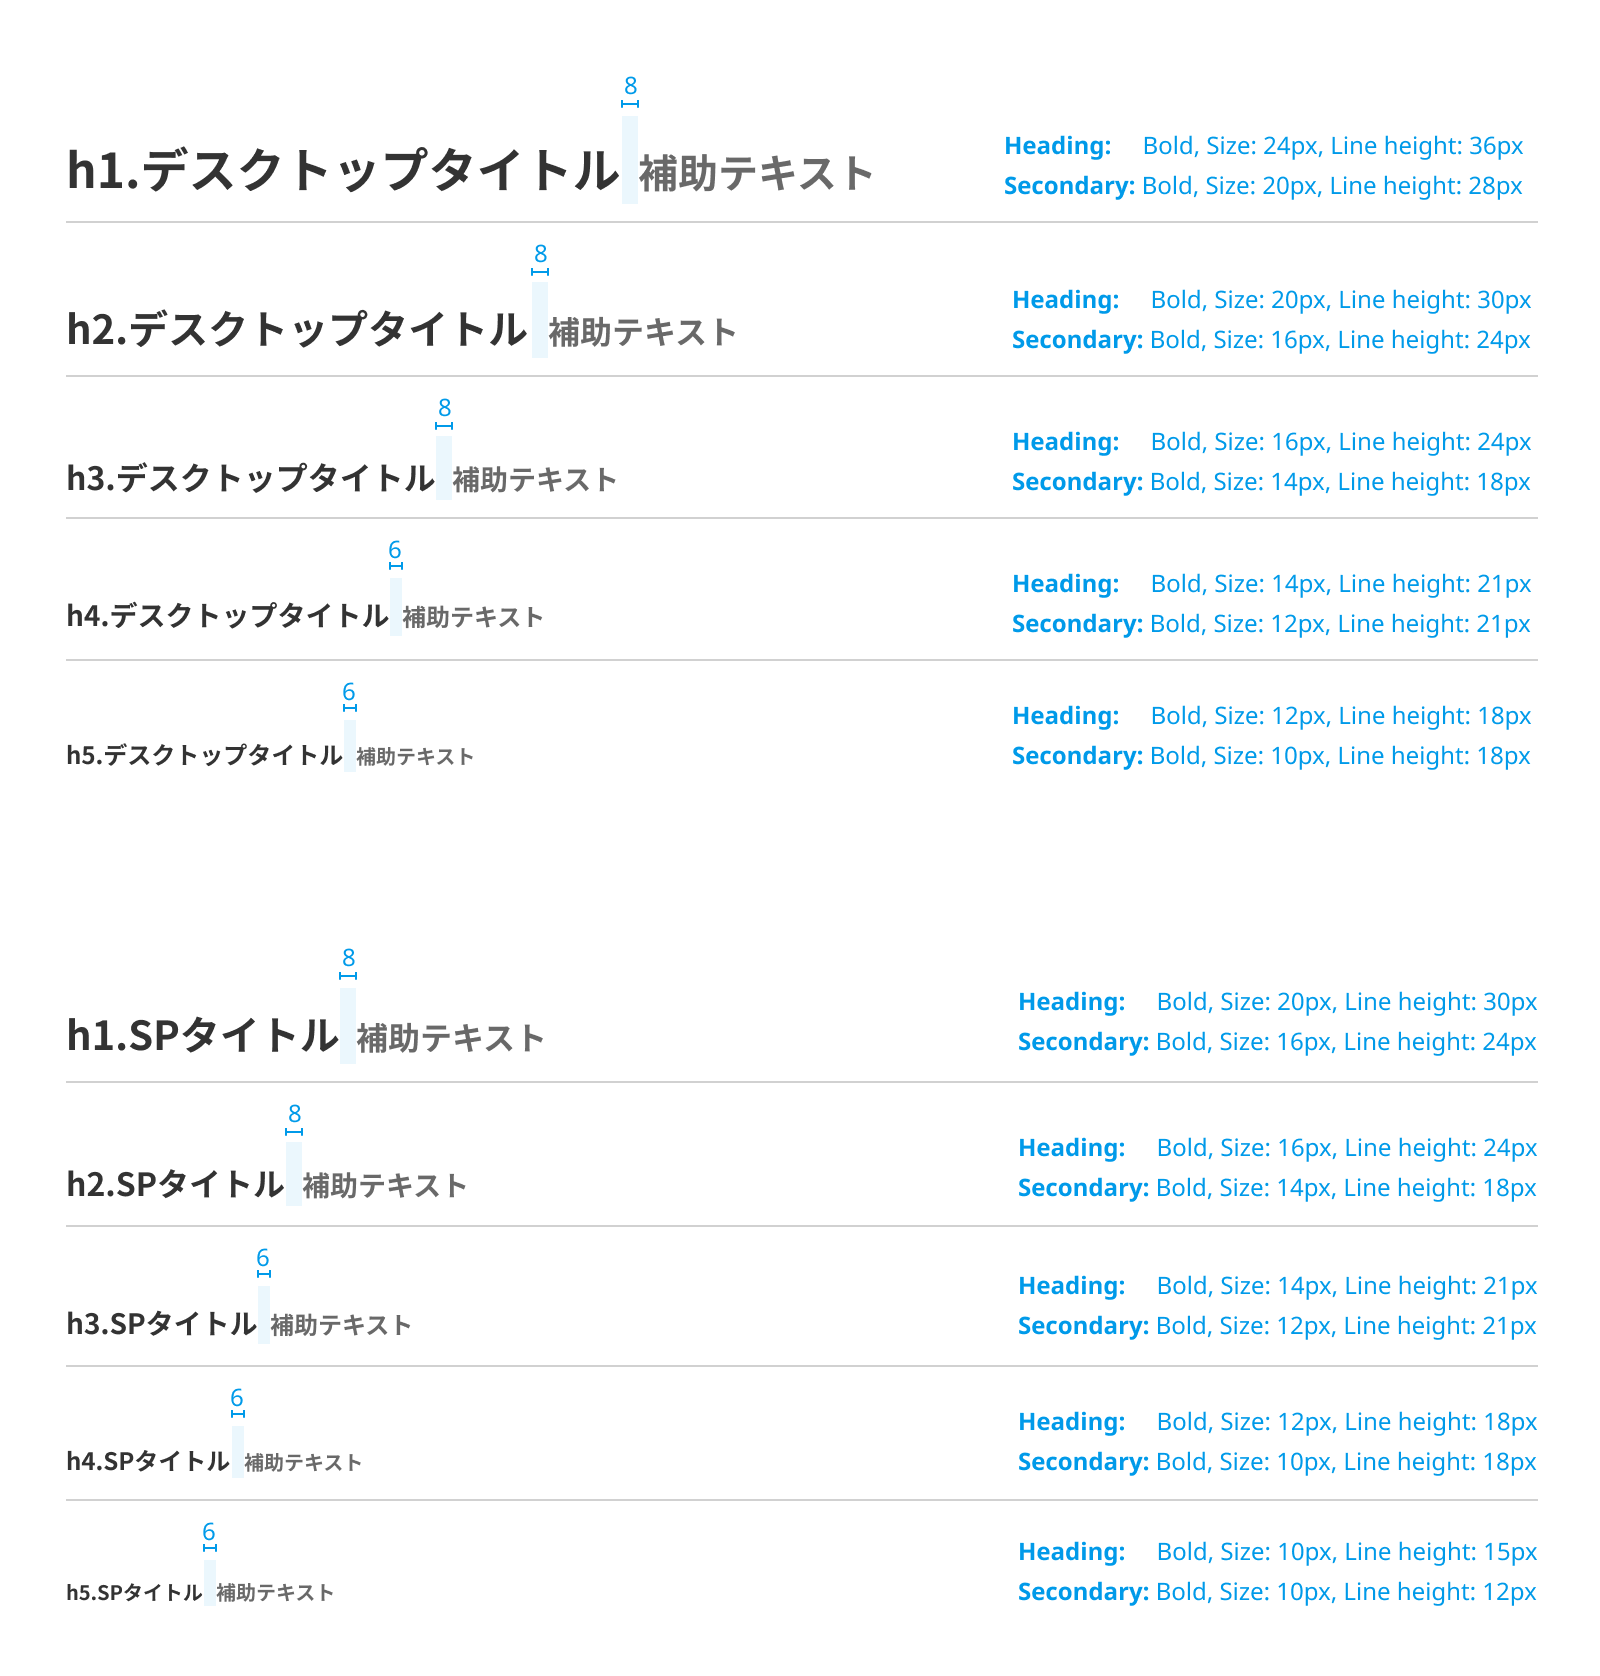 8
h1.デスクトップタイトル 補助テキスト
Heading: Bold, Size: 24px, Line height: 36px
Secondary: Bold, Size: 20px, Line height: 28px
8
h2.デスクトップタイトル 補助テキスト
Heading: Bold, Size: 20px, Line height: 30px
Secondary: Bold, Size: 16px, Line height: 24px
8
h3.デスクトップタイトル 補助テキスト
Heading: Bold, Size: 16px, Line height: 24px
Secondary: Bold, Size: 14px, Line height: 18px
6
h4.デスクトップタイトル 補助テキスト
Heading: Bold, Size: 14px, Line height: 21px
Secondary: Bold, Size: 12px, Line height: 21px
6
h5.デスクトップタイトル 補助テキスト
Heading: Bold, Size: 12px, Line height: 18px
Secondary: Bold, Size: 10px, Line height: 18px
8
h1.SPタイトル 補助テキスト
Heading: Bold, Size: 20px, Line height: 30px
Secondary: Bold, Size: 16px, Line height: 24px
8
h2.SPタイトル 補助テキスト
Heading: Bold, Size: 16px, Line height: 24px
Secondary: Bold, Size: 14px, Line height: 18px
6
h3.SPタイトル 補助テキスト
Heading: Bold, Size: 14px, Line height: 21px
Secondary: Bold, Size: 12px, Line height: 21px
6
h4.SPタイトル 補助テキスト
Heading: Bold, Size: 12px, Line height: 18px
Secondary: Bold, Size: 10px, Line height: 18px
6
h5.SPタイトル 補助テキスト
Heading: Bold, Size: 10px, Line height: 15px
Secondary: Bold, Size: 10px, Line height: 12px